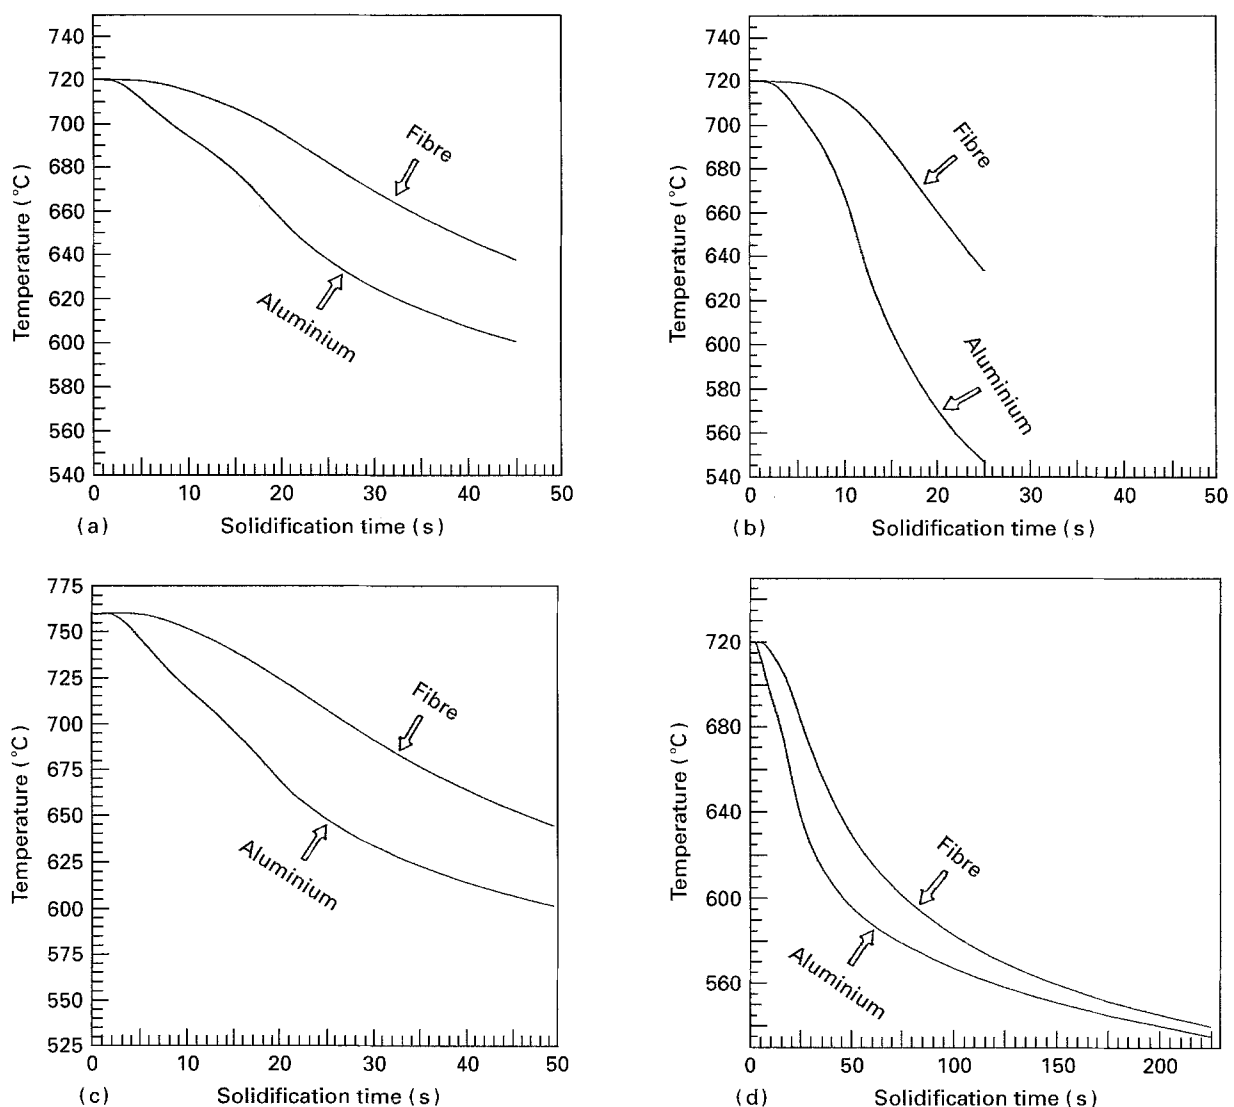 740
720
700
680
660
640
620
600
580
560
540
Temperature (°C)
Fibre
Aluminium
0 10 20 30 40 50
(a) Solidification time (s)
740
720
700
680
660
640
620
600
580
560
540
Temperature (°C)
Fibre
Aluminium
0 10 20 30 40 50
(b) Solidification time (s)
775
750
725
700
675
650
625
600
575
550
525
Temperature (°C)
Fibre
Aluminium
0 10 20 30 40 50
(c) Solidification time (s)
720
680
640
600
560
Temperature (°C)
Fibre
Aluminium
0 50 100 150 200
(d) Solidification time (s)